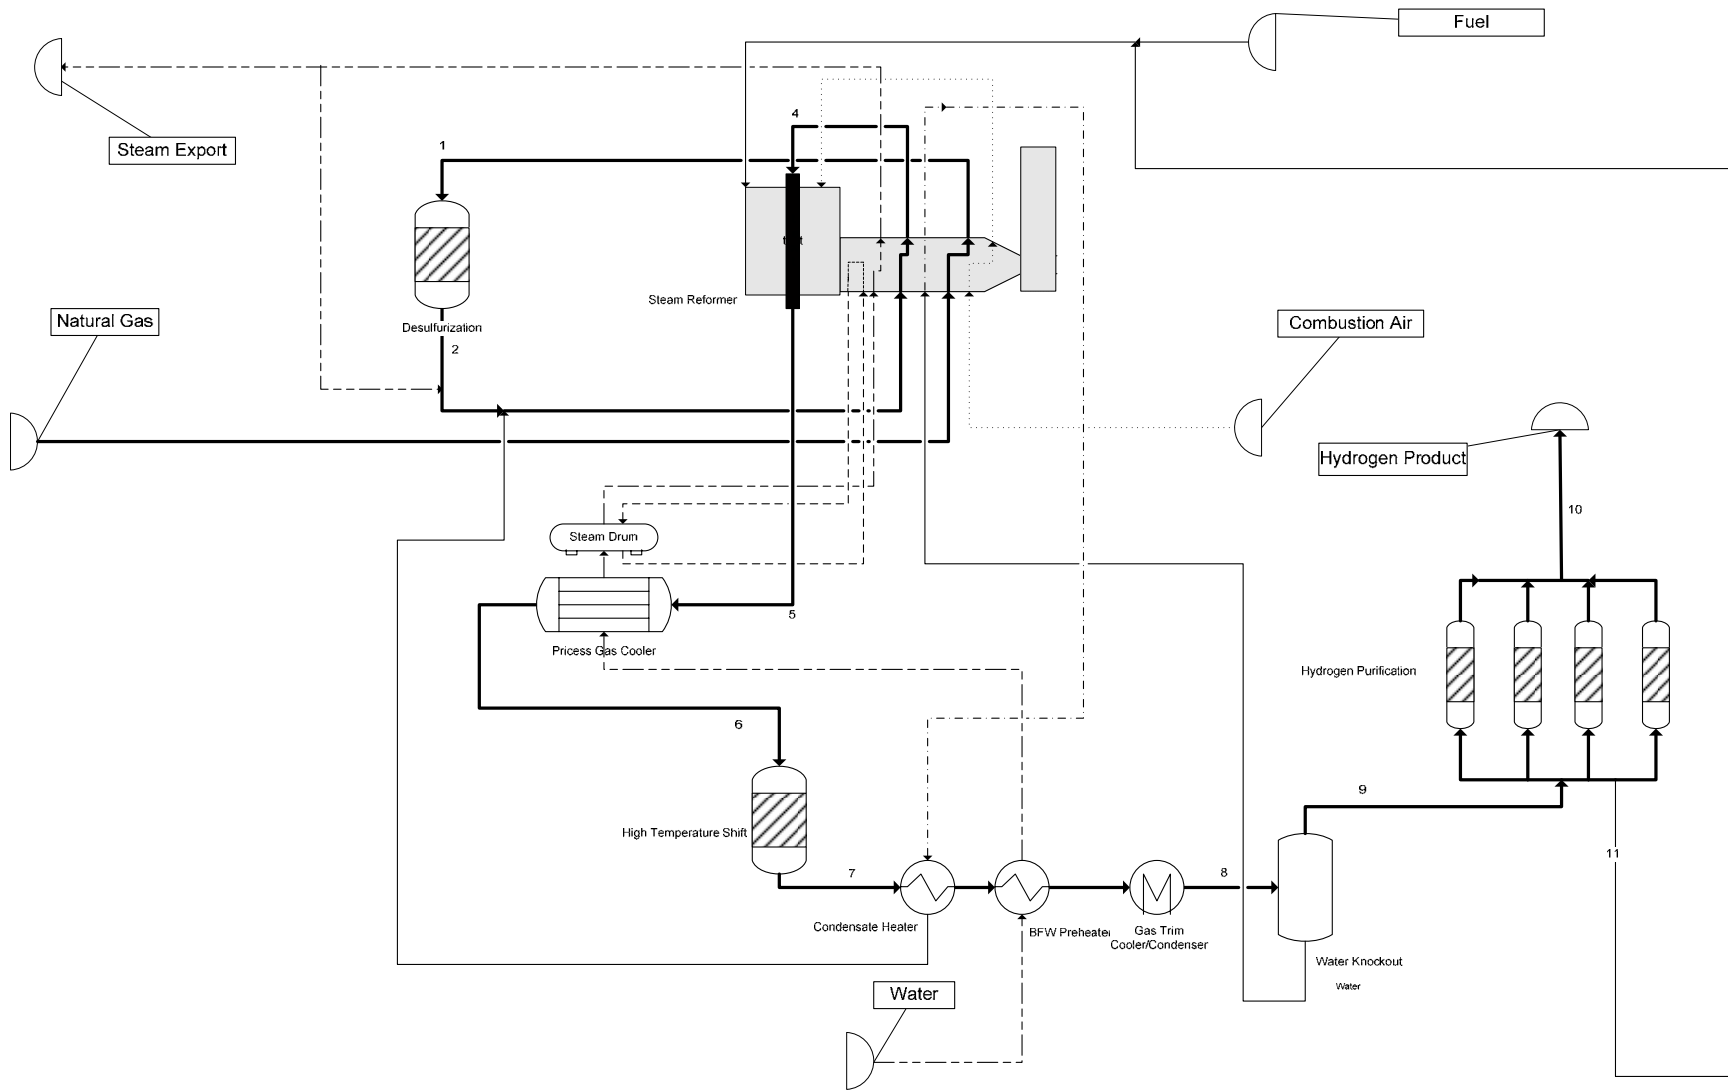 Fuel
Steam Export
4
1
Steam Reformer
Natural Gas
Combustion Air
Desulfurization
2
Hydrogen Product
10
Steam Drum
5
Pricess Gas Cooler
Hydrogen Purification
6
9
High Temperature Shift
11
7
8
Condensate Heater
BFW Preheater
Gas Trim
Cooler/Condenser
Water Knockout
Water
Water